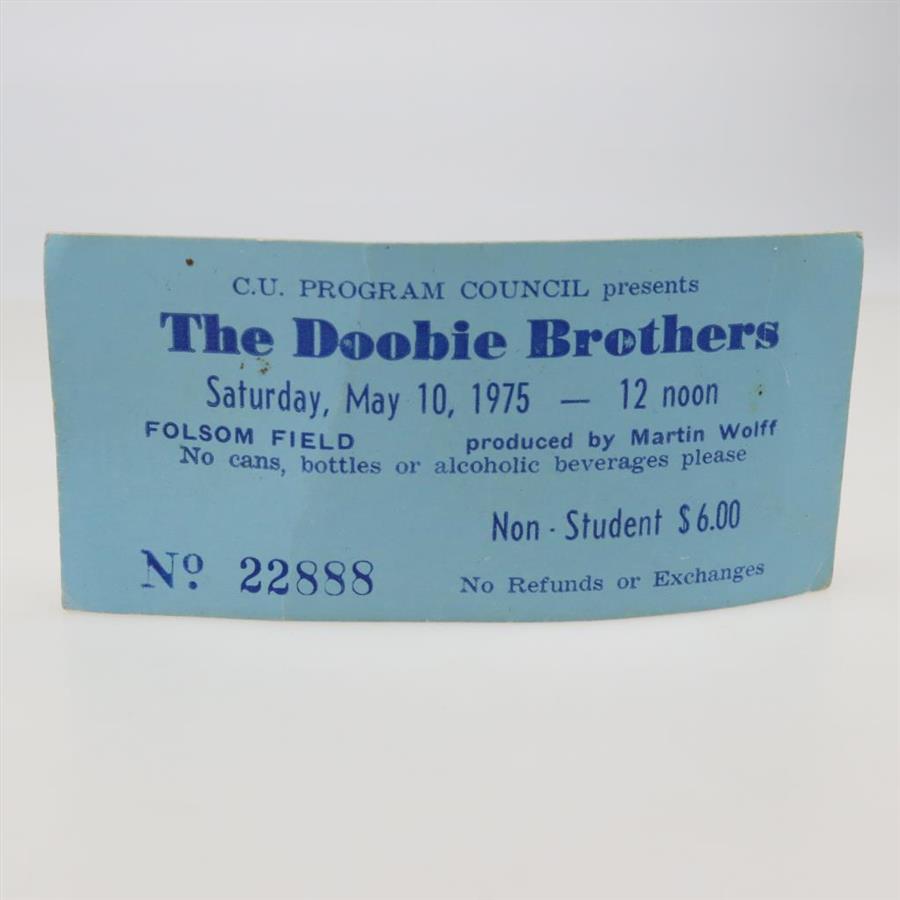 C.U. PROGRAM COUNCIL presents
The Doobie Brothers
Saturday, May 10, 1975 — 12 noon
FOLSOM FIELD produced by Martin Wolff
No cans, bottles or alcoholic beverages please
Non - Student $6.00
Nº 22888 No Refunds or Exchanges